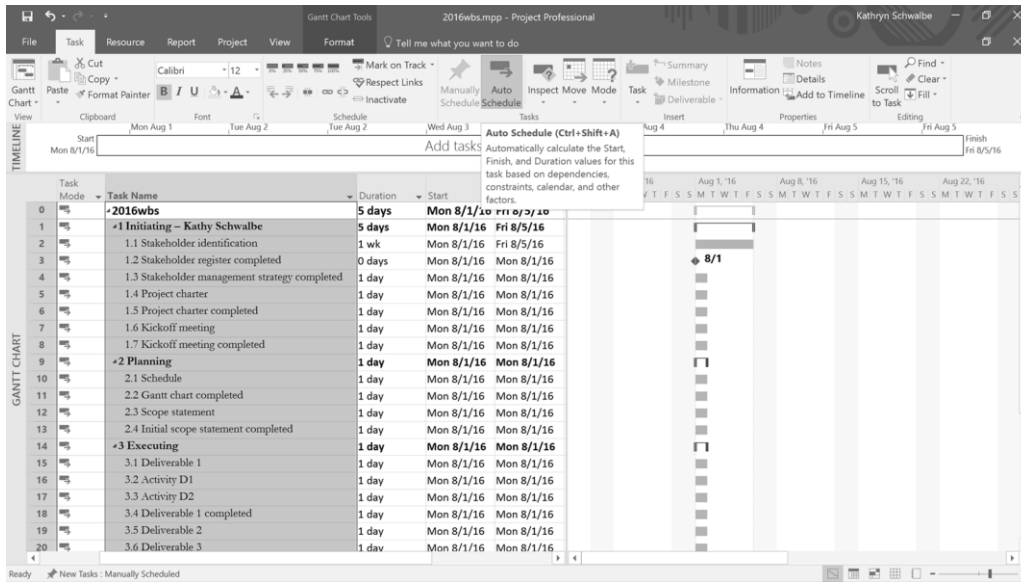 Gantt Chart Tools
2016wbs.mpp - Project Professional
Kathryn Schwalbe
File Task Resource Report Project View Format Tell me what you want to do
Gantt Chart
View
Paste
Cut
Copy
Format Painter
Clipboard
Calibri 12
B I U A
Font
0% 25% 50% 75% 100%
Mark on Track
Respect Links
Inactivate
Schedule
Manually Schedule
Auto Schedule
Inspect Move Mode
Tasks
Task
Summary
Milestone
Deliverable
Insert
Information
Notes
Details
Add to Timeline
Properties
Scroll to Task
Find
Clear
Fill
Editing
Auto Schedule (Ctrl+Shift+A)
Automatically calculate the Start,
Finish, and Duration values for this
task based on dependencies,
constraints, calendar, and other
factors.
TIMELINE
Mon Aug 1 Tue Aug 2 Tue Aug 2 Wed Aug 3 Aug 4 Thu Aug 4 Fri Aug 5 Fri Aug 5
Start
Mon 8/1/16
Add tasks
Finish
Fri 8/5/16
GANTT CHART
Task Mode Task Name Duration Start
'16 Aug 1, '16 Aug 8, '16 Aug 15, '16 Aug 22, '16
W T F S S M T W T F S S M T W T F S S M T W T F S S M T W T F S S
0 2016wbs 5 days Mon 8/1/16 Fri 8/5/16
1 1 Initiating – Kathy Schwalbe 5 days Mon 8/1/16 Fri 8/5/16
2 1.1 Stakeholder identification 1 wk Mon 8/1/16 Fri 8/5/16
3 1.2 Stakeholder register completed 0 days Mon 8/1/16 Mon 8/1/16 8/1
4 1.3 Stakeholder management strategy completed 1 day Mon 8/1/16 Mon 8/1/16
5 1.4 Project charter 1 day Mon 8/1/16 Mon 8/1/16
6 1.5 Project charter completed 1 day Mon 8/1/16 Mon 8/1/16
7 1.6 Kickoff meeting 1 day Mon 8/1/16 Mon 8/1/16
8 1.7 Kickoff meeting completed 1 day Mon 8/1/16 Mon 8/1/16
9 2 Planning 1 day Mon 8/1/16 Mon 8/1/16
10 2.1 Schedule 1 day Mon 8/1/16 Mon 8/1/16
11 2.2 Gantt chart completed 1 day Mon 8/1/16 Mon 8/1/16
12 2.3 Scope statement 1 day Mon 8/1/16 Mon 8/1/16
13 2.4 Initial scope statement completed 1 day Mon 8/1/16 Mon 8/1/16
14 3 Executing 1 day Mon 8/1/16 Mon 8/1/16
15 3.1 Deliverable 1 1 day Mon 8/1/16 Mon 8/1/16
16 3.2 Activity D1 1 day Mon 8/1/16 Mon 8/1/16
17 3.3 Activity D2 1 day Mon 8/1/16 Mon 8/1/16
18 3.4 Deliverable 1 completed 1 day Mon 8/1/16 Mon 8/1/16
19 3.5 Deliverable 2 1 day Mon 8/1/16 Mon 8/1/16
20 3.6 Deliverable 3 1 day Mon 8/1/16 Mon 8/1/16
Ready New Tasks : Manually Scheduled